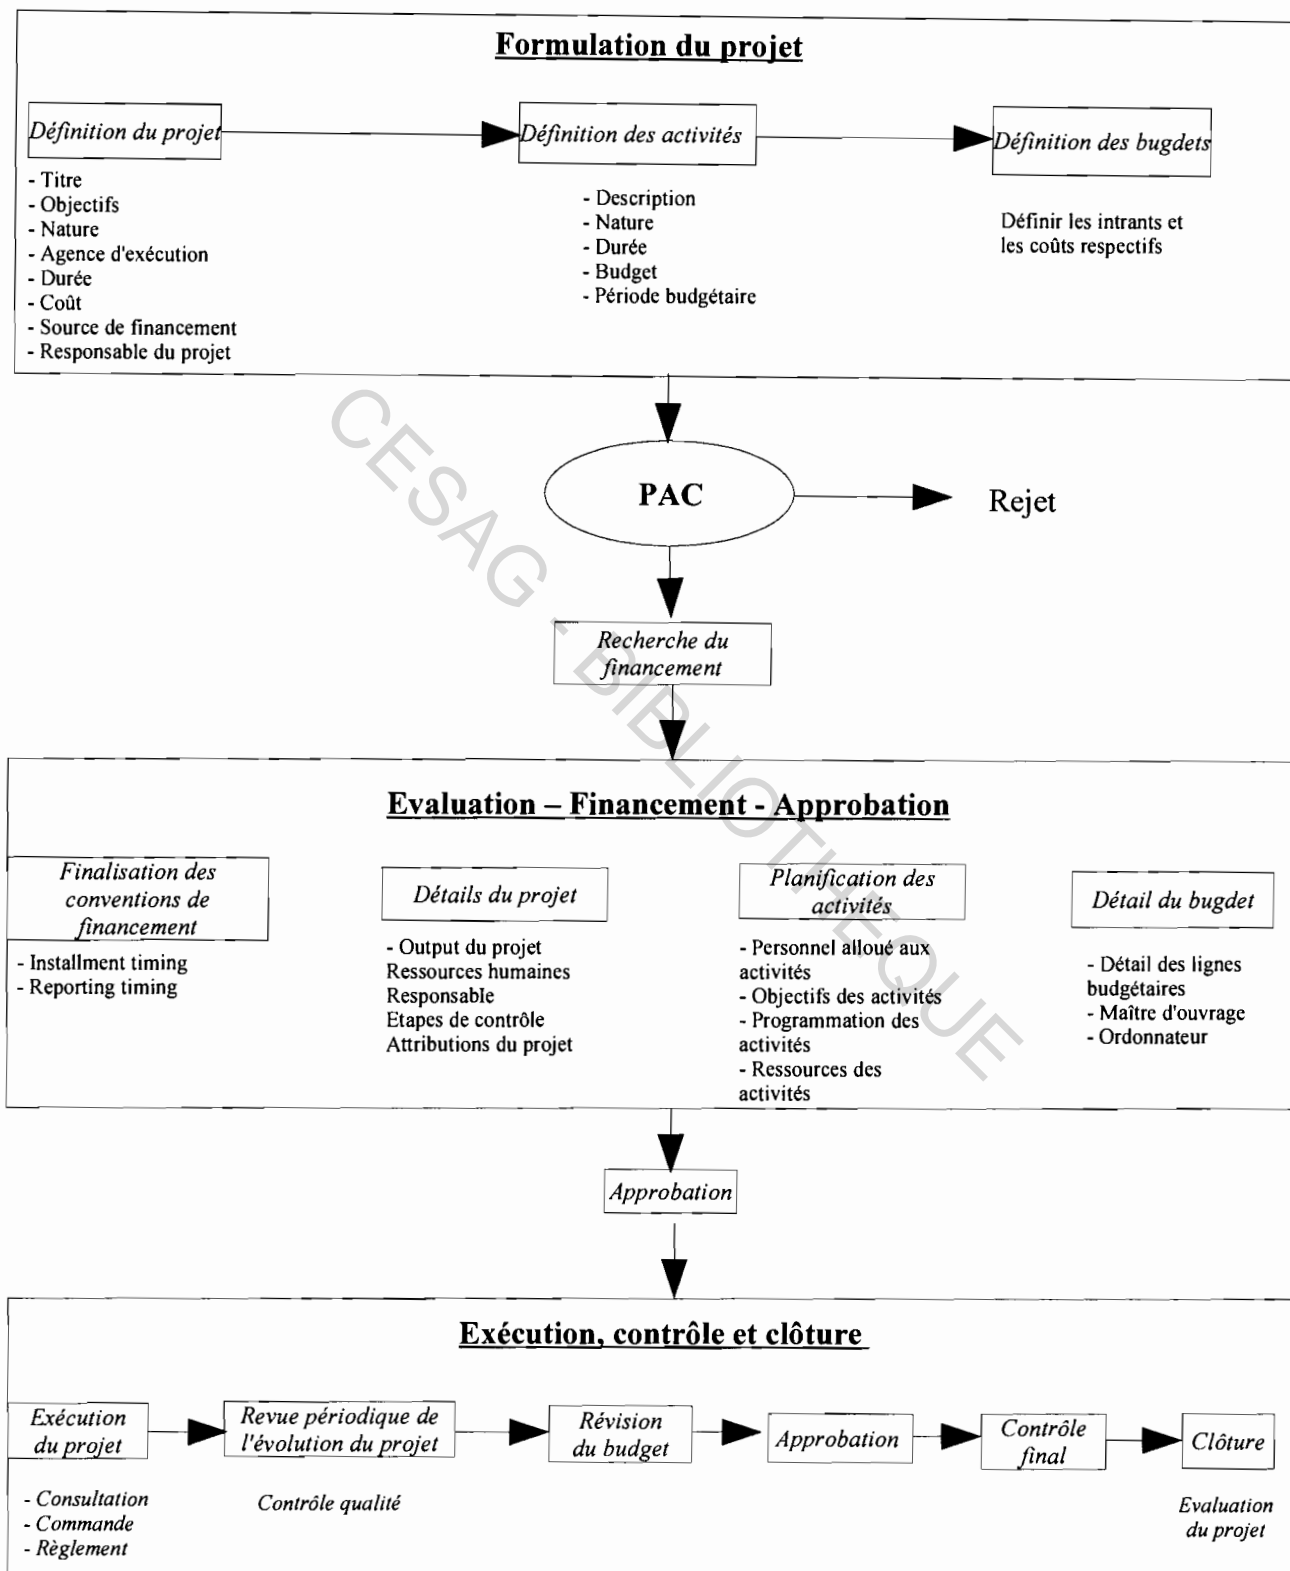 Formulation du projet
Définition du projet
Définition des activités
Définition des bugdets
- Titre
- Objectifs
- Nature
- Agence d'exécution
- Durée
- Coût
- Source de financement
- Responsable du projet
- Description
- Nature
- Durée
- Budget
- Période budgétaire
Définir les intrants et
les coûts respectifs
PAC
Rejet
Recherche du
financement
CESAG - BIBLIOTHEQUE
Evaluation – Financement - Approbation
Finalisation des
conventions de
financement
- Installment timing
- Reporting timing
Détails du projet
- Output du projet
Ressources humaines
Responsable
Etapes de contrôle
Attributions du projet
Planification des
activités
- Personnel alloué aux
activités
- Objectifs des activités
- Programmation des
activités
- Ressources des
activités
Détail du bugdet
- Détail des lignes
budgétaires
- Maître d'ouvrage
- Ordonnateur
Approbation
Exécution, contrôle et clôture
Exécution
du projet
- Consultation
- Commande
- Règlement
Revue périodique de
l'évolution du projet
Contrôle qualité
Révision
du budget
Approbation
Contrôle
final
Clôture
Evaluation
du projet